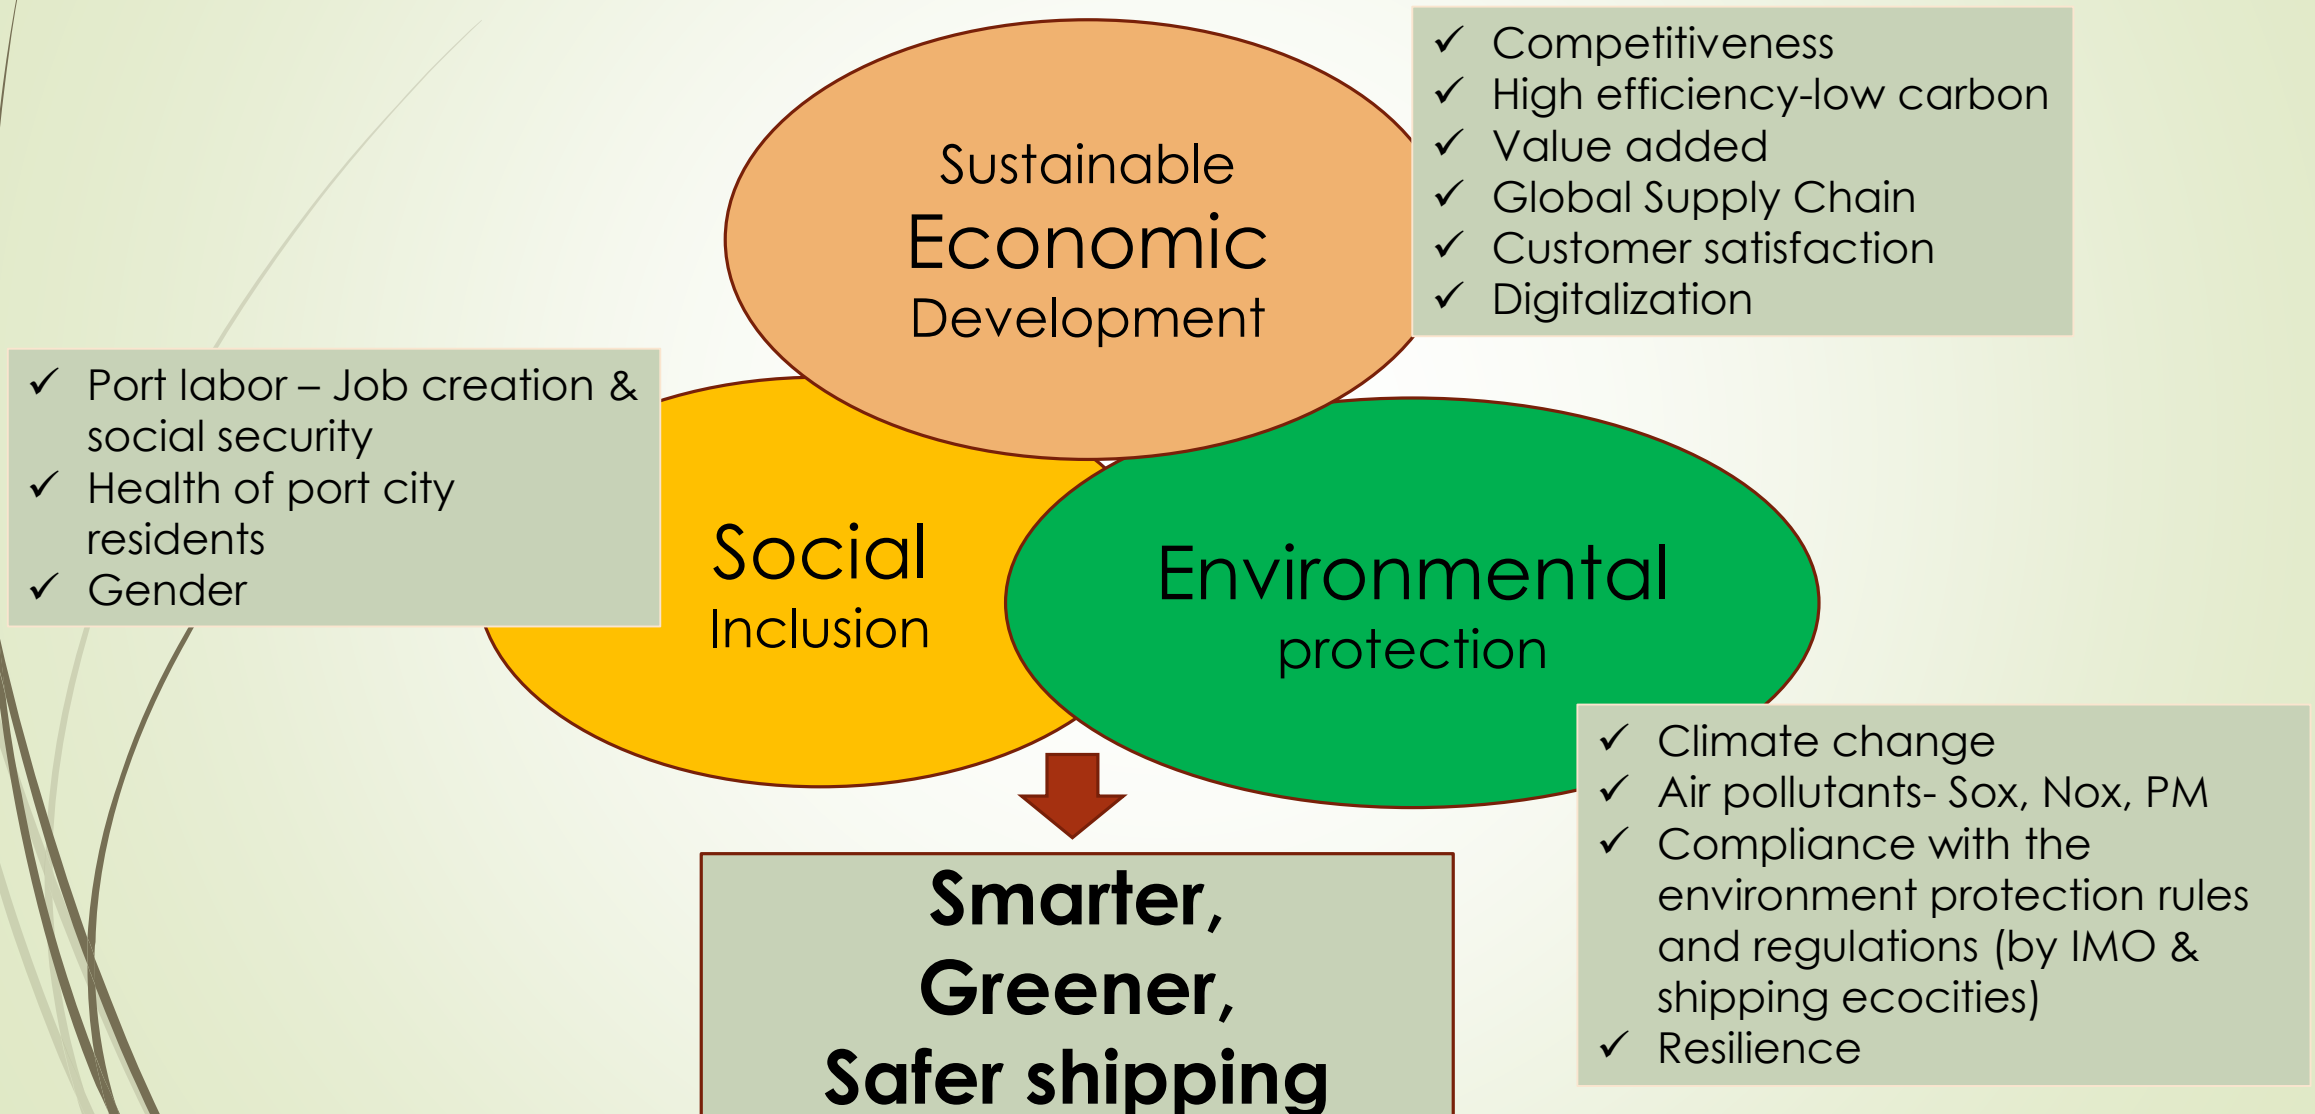 Sustainable
Economic
Development
✓ Competitiveness
✓ High efficiency-low carbon
✓ Value added
✓ Global Supply Chain
✓ Customer satisfaction
✓ Digitalization
✓ Port labor – Job creation &
social security
✓ Health of port city
residents
✓ Gender
Social
Inclusion
Environmental
protection
✓ Climate change
✓ Air pollutants- Sox, Nox, PM
✓ Compliance with the
environment protection rules
and regulations (by IMO &
shipping ecocities)
✓ Resilience
Smarter,
Greener,
Safer shipping